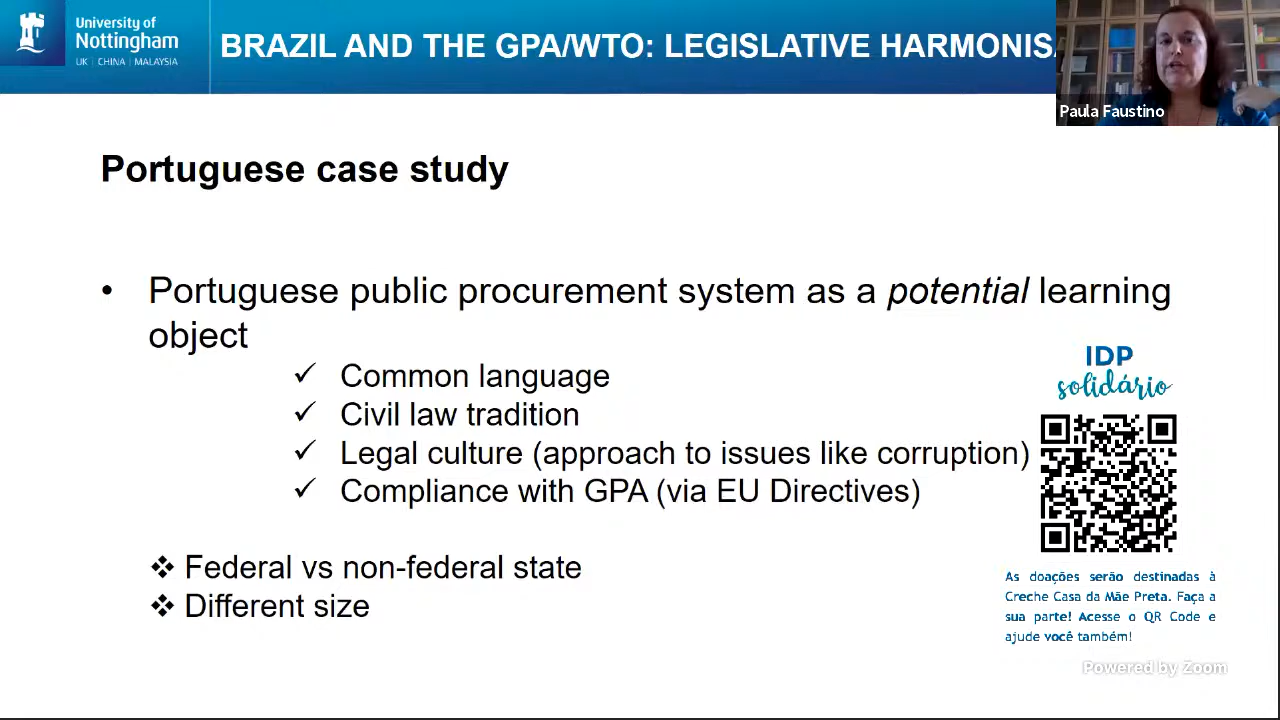 University of
Nottingham
UK | CHINA | MALAYSIA
BRAZIL AND THE GPA/WTO: LEGISLATIVE HARMONISA
Paula Faustino
Portuguese case study
• Portuguese public procurement system as a potential learning
object
✓ Common language
✓ Civil law tradition
✓ Legal culture (approach to issues like corruption)
✓ Compliance with GPA (via EU Directives)
❖ Federal vs non-federal state
❖ Different size
IDP
solidário
As doações serão destinadas à
Creche Casa da Mãe Preta. Faça a
sua parte! Acesse o QR Code e
ajude você também!
Powered by Zoom